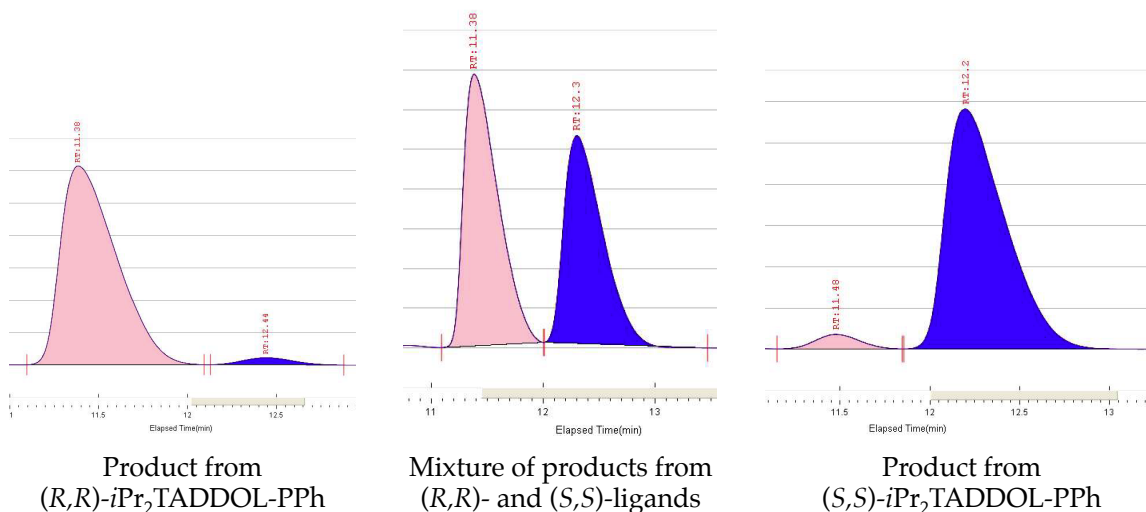 RT:11.38
RT:12.44
1
11.5
12
12.5
Elapsed Time(min)
Product from
(R,R)-iPr₂TADDOL-PPh
RT:11.38
RT:12.3
11
12
13
Elapsed Time(min)
Mixture of products from
(R,R)- and (S,S)-ligands
RT:11.48
RT:12.2
11.5
12
12.5
13
Elapsed Time(min)
Product from
(S,S)-iPr₂TADDOL-PPh